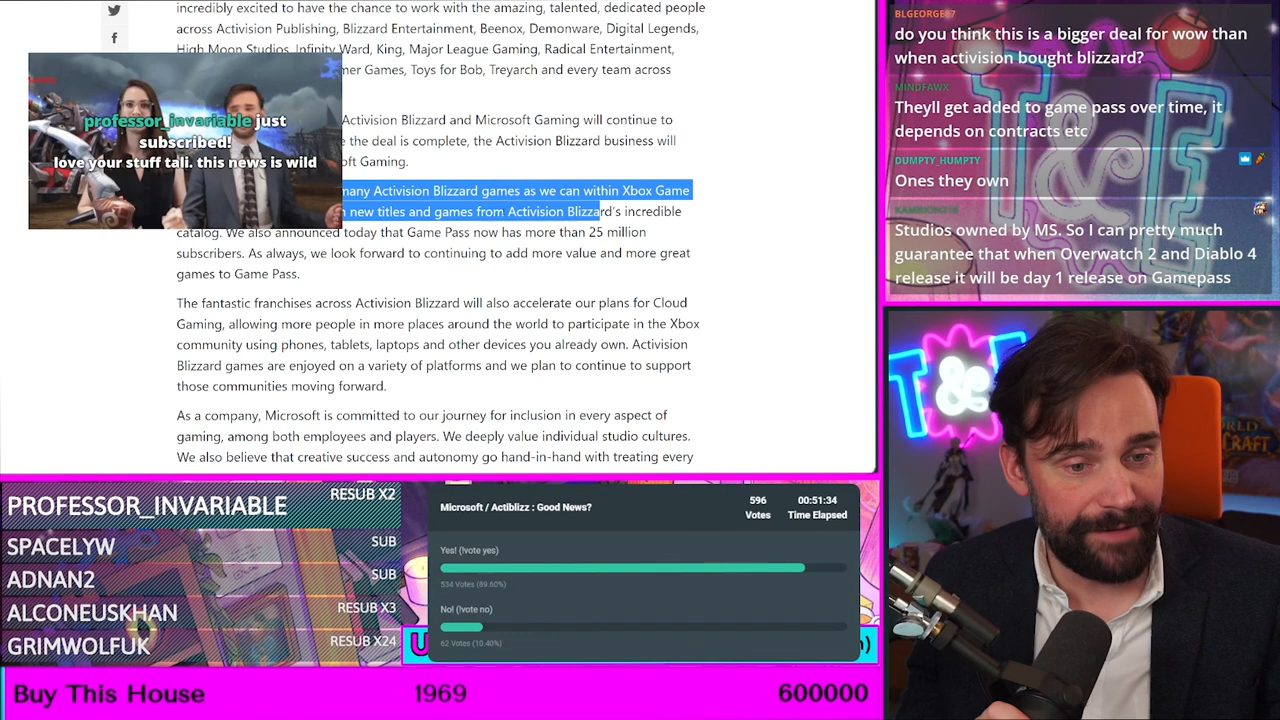 incredibly excited to have the chance to work with the amazing, talented, dedicated people
across Activision Publishing, Blizzard Entertainment, Beenox, Demonware, Digital Legends,
High Moon Studios, Infinity Ward, King, Major League Gaming, Radical Entertainment,
mer Games, Toys for Bob, Treyarch and every team across
Activision Blizzard and Microsoft Gaming will continue to
the deal is complete, the Activision Blizzard business will
oft Gaming.
many Activision Blizzard games as we can within Xbox Game
new titles and games from Activision Blizzard's incredible
catalog. We also announced today that Game Pass now has more than 25 million
subscribers. As always, we look forward to continuing to add more value and more great
games to Game Pass.
The fantastic franchises across Activision Blizzard will also accelerate our plans for Cloud
Gaming, allowing more people in more places around the world to participate in the Xbox
community using phones, tablets, laptops and other devices you already own. Activision
Blizzard games are enjoyed on a variety of platforms and we plan to continue to support
those communities moving forward.
As a company, Microsoft is committed to our journey for inclusion in every aspect of
gaming, among both employees and players. We deeply value individual studio cultures.
We also believe that creative success and autonomy go hand-in-hand with treating every
professor_invariable just
subscribed!
love your stuff tali. this news is wild
BLGEORGE87
do you think this is a bigger deal for wow than
when activision bought blizzard?
MINDFAWX
Theyll get added to game pass over time, it
depends on contracts etc
DUMPTY_HUMPTY
Ones they own
Studios owned by MS. So I can pretty much
guarantee that when Overwatch 2 and Diablo 4
release it will be day 1 release on Gamepass
T&E
PROFESSOR_INVARIABLE RESUB X2
SPACELYW SUB
ADNAN2 SUB
ALCONEUSKHAN RESUB X3
GRIMWOLFUK RESUB X24
Microsoft / Actiblizz : Good News?
596 Votes
00:51:34 Time Elapsed
Yes! (!vote yes)
534 Votes (89.60%)
No! (!vote no)
62 Votes (10.40%)
Buy This House 1969 600000